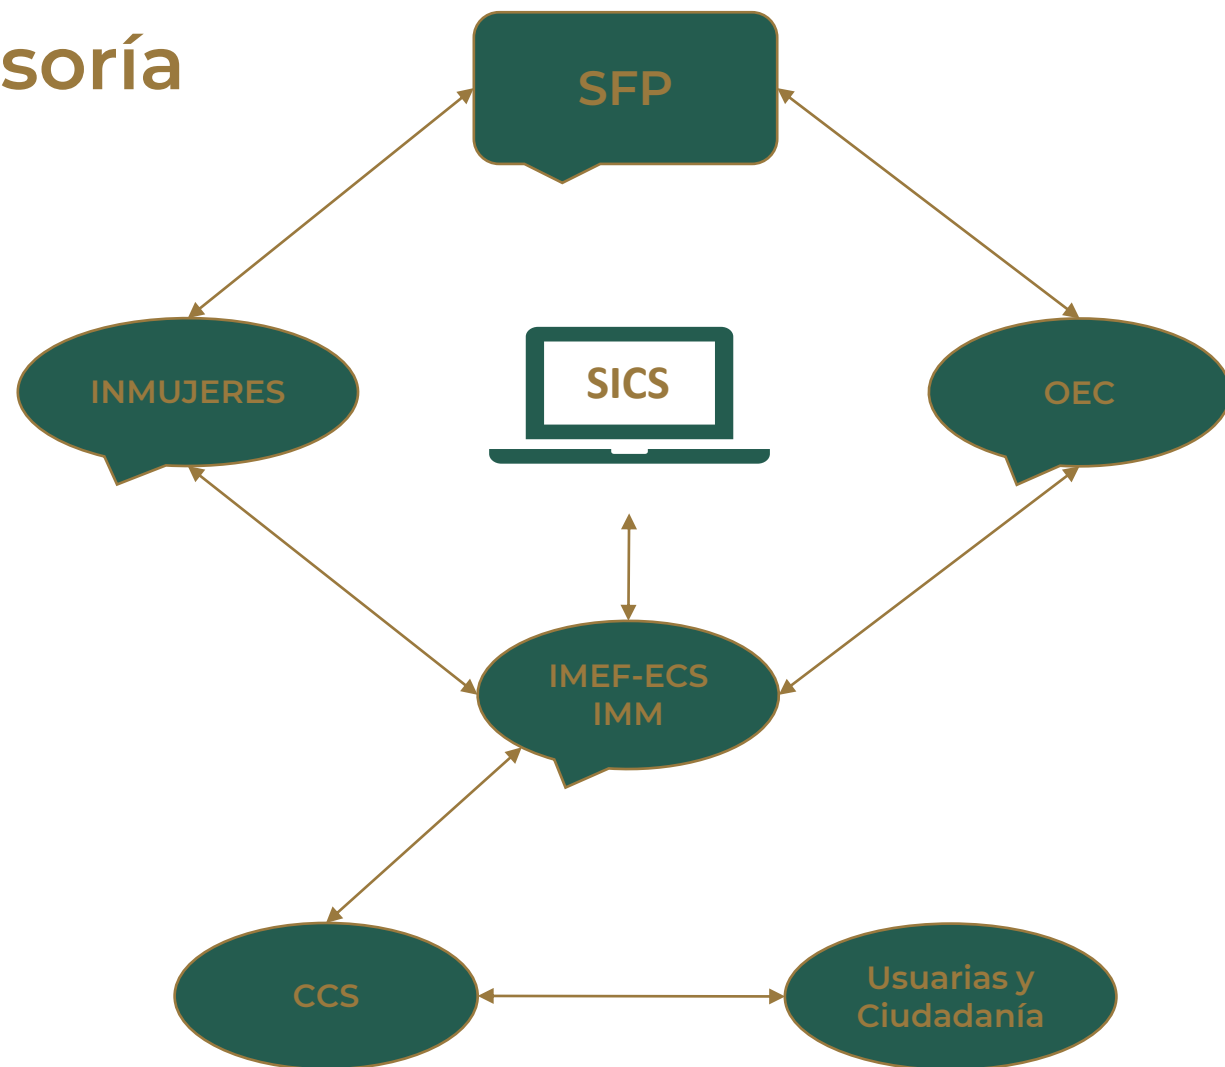 soría
SFP
INMUJERES
SICS
OEC
IMEF-ECS
IMM
CCS
Usuarias y
Ciudadanía